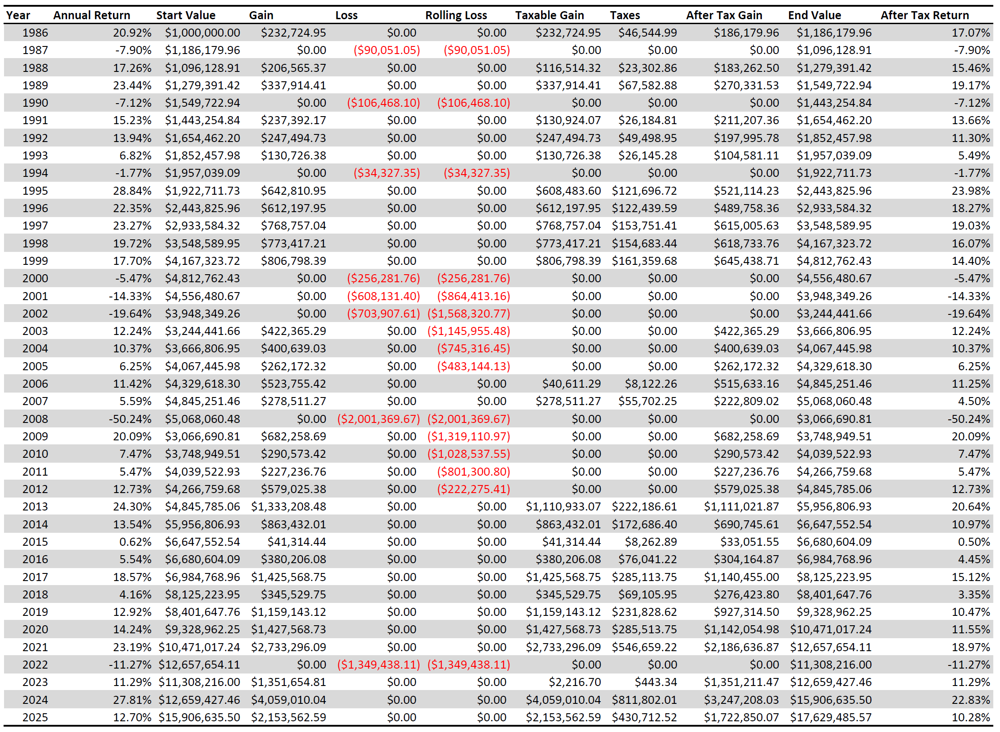 Year Annual Return Start Value Gain Loss Rolling Loss Taxable Gain Taxes After Tax Gain End Value After Tax Return
1986 20.92% $1,000,000.00 $232,724.95 $0.00 $0.00 $232,724.95 $46,544.99 $186,179.96 $1,186,179.96 17.07%
1987 -7.90% $1,186,179.96 $0.00 ($90,051.05) ($90,051.05) $0.00 $0.00 $0.00 $1,096,128.91 -7.90%
1988 17.26% $1,096,128.91 $206,565.37 $0.00 $0.00 $116,514.32 $23,302.86 $183,262.50 $1,279,391.42 15.46%
1989 23.44% $1,279,391.42 $337,914.41 $0.00 $0.00 $337,914.41 $67,582.88 $270,331.53 $1,549,722.94 19.17%
1990 -7.12% $1,549,722.94 $0.00 ($106,468.10) ($106,468.10) $0.00 $0.00 $0.00 $1,443,254.84 -7.12%
1991 15.23% $1,443,254.84 $237,392.17 $0.00 $0.00 $130,924.07 $26,184.81 $211,207.36 $1,654,462.20 13.66%
1992 13.94% $1,654,462.20 $247,494.73 $0.00 $0.00 $247,494.73 $49,498.95 $197,995.78 $1,852,457.98 11.30%
1993 6.82% $1,852,457.98 $130,726.38 $0.00 $0.00 $130,726.38 $26,145.28 $104,581.11 $1,957,039.09 5.49%
1994 -1.77% $1,957,039.09 $0.00 ($34,327.35) ($34,327.35) $0.00 $0.00 $0.00 $1,922,711.73 -1.77%
1995 28.84% $1,922,711.73 $642,810.95 $0.00 $0.00 $608,483.60 $121,696.72 $521,114.23 $2,443,825.96 23.98%
1996 22.35% $2,443,825.96 $612,197.95 $0.00 $0.00 $612,197.95 $122,439.59 $489,758.36 $2,933,584.32 18.27%
1997 23.27% $2,933,584.32 $768,757.04 $0.00 $0.00 $768,757.04 $153,751.41 $615,005.63 $3,548,589.95 19.03%
1998 19.72% $3,548,589.95 $773,417.21 $0.00 $0.00 $773,417.21 $154,683.44 $618,733.76 $4,167,323.72 16.07%
1999 17.70% $4,167,323.72 $806,798.39 $0.00 $0.00 $806,798.39 $161,359.68 $645,438.71 $4,812,762.43 14.40%
2000 -5.47% $4,812,762.43 $0.00 ($256,281.76) ($256,281.76) $0.00 $0.00 $0.00 $4,556,480.67 -5.47%
2001 -14.33% $4,556,480.67 $0.00 ($608,131.40) ($864,413.16) $0.00 $0.00 $0.00 $3,948,349.26 -14.33%
2002 -19.64% $3,948,349.26 $0.00 ($703,907.61) ($1,568,320.77) $0.00 $0.00 $0.00 $3,244,441.66 -19.64%
2003 12.24% $3,244,441.66 $422,365.29 $0.00 ($1,145,955.48) $0.00 $0.00 $422,365.29 $3,666,806.95 12.24%
2004 10.37% $3,666,806.95 $400,639.03 $0.00 ($745,316.45) $0.00 $0.00 $400,639.03 $4,067,445.98 10.37%
2005 6.25% $4,067,445.98 $262,172.32 $0.00 ($483,144.13) $0.00 $0.00 $262,172.32 $4,329,618.30 6.25%
2006 11.42% $4,329,618.30 $523,755.42 $0.00 $0.00 $40,611.29 $8,122.26 $515,633.16 $4,845,251.46 11.25%
2007 5.59% $4,845,251.46 $278,511.27 $0.00 $0.00 $278,511.27 $55,702.25 $222,809.02 $5,068,060.48 4.50%
2008 -50.24% $5,068,060.48 $0.00 ($2,001,369.67) ($2,001,369.67) $0.00 $0.00 $0.00 $3,066,690.81 -50.24%
2009 20.09% $3,066,690.81 $682,258.69 $0.00 ($1,319,110.97) $0.00 $0.00 $682,258.69 $3,748,949.51 20.09%
2010 7.47% $3,748,949.51 $290,573.42 $0.00 ($1,028,537.55) $0.00 $0.00 $290,573.42 $4,039,522.93 7.47%
2011 5.47% $4,039,522.93 $227,236.76 $0.00 ($801,300.80) $0.00 $0.00 $227,236.76 $4,266,759.68 5.47%
2012 12.73% $4,266,759.68 $579,025.38 $0.00 ($222,275.41) $0.00 $0.00 $579,025.38 $4,845,785.06 12.73%
2013 24.30% $4,845,785.06 $1,333,208.48 $0.00 $0.00 $1,110,933.07 $222,186.61 $1,111,021.87 $5,956,806.93 20.64%
2014 13.54% $5,956,806.93 $863,432.01 $0.00 $0.00 $863,432.01 $172,686.40 $690,745.61 $6,647,552.54 10.97%
2015 0.62% $6,647,552.54 $41,314.44 $0.00 $0.00 $41,314.44 $8,262.89 $33,051.55 $6,680,604.09 0.50%
2016 5.54% $6,680,604.09 $380,206.08 $0.00 $0.00 $380,206.08 $76,041.22 $304,164.87 $6,984,768.96 4.45%
2017 18.57% $6,984,768.96 $1,425,568.75 $0.00 $0.00 $1,425,568.75 $285,113.75 $1,140,455.00 $8,125,223.95 15.12%
2018 4.16% $8,125,223.95 $345,529.75 $0.00 $0.00 $345,529.75 $69,105.95 $276,423.80 $8,401,647.76 3.35%
2019 12.92% $8,401,647.76 $1,159,143.12 $0.00 $0.00 $1,159,143.12 $231,828.62 $927,314.50 $9,328,962.25 10.47%
2020 14.24% $9,328,962.25 $1,427,568.73 $0.00 $0.00 $1,427,568.73 $285,513.75 $1,142,054.98 $10,471,017.24 11.55%
2021 23.19% $10,471,017.24 $2,733,296.09 $0.00 $0.00 $2,733,296.09 $546,659.22 $2,186,636.87 $12,657,654.11 18.97%
2022 -11.27% $12,657,654.11 $0.00 ($1,349,438.11) ($1,349,438.11) $0.00 $0.00 $0.00 $11,308,216.00 -11.27%
2023 11.29% $11,308,216.00 $1,351,654.81 $0.00 $0.00 $2,216.70 $443.34 $1,351,211.47 $12,659,427.46 11.29%
2024 27.81% $12,659,427.46 $4,059,010.04 $0.00 $0.00 $4,059,010.04 $811,802.01 $3,247,208.03 $15,906,635.50 22.83%
2025 12.70% $15,906,635.50 $2,153,562.59 $0.00 $0.00 $2,153,562.59 $430,712.52 $1,722,850.07 $17,629,485.57 10.28%